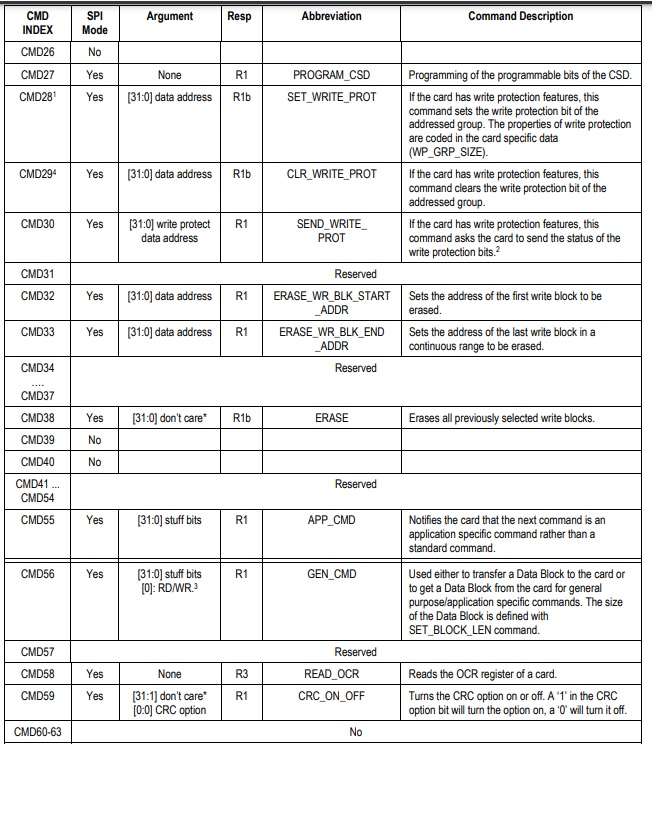 CMD INDEX SPI Mode Argument Resp Abbreviation Command Description
CMD26 No
CMD27 Yes None R1 PROGRAM_CSD Programming of the programmable bits of the CSD.
CMD28¹ Yes [31:0] data address R1b SET_WRITE_PROT If the card has write protection features, this
command sets the write protection bit of the
addressed group. The properties of write protection
are coded in the card specific data
(WP_GRP_SIZE).
CMD29⁴ Yes [31:0] data address R1b CLR_WRITE_PROT If the card has write protection features, this
command clears the write protection bit of the
addressed group.
CMD30 Yes [31:0] write protect data address R1 SEND_WRITE_ PROT If the card has write protection features, this
command asks the card to send the status of the
write protection bits.²
CMD31 Reserved
CMD32 Yes [31:0] data address R1 ERASE_WR_BLK_START _ADDR Sets the address of the first write block to be
erased.
CMD33 Yes [31:0] data address R1 ERASE_WR_BLK_END _ADDR Sets the address of the last write block in a
continuous range to be erased.
CMD34 Reserved
....
CMD37
CMD38 Yes [31:0] don't care* R1b ERASE Erases all previously selected write blocks.
CMD39 No
CMD40 No
CMD41 ... Reserved
CMD54
CMD55 Yes [31:0] stuff bits R1 APP_CMD Notifies the card that the next command is an
application specific command rather than a
standard command.
CMD56 Yes [31:0] stuff bits [0]: RD/WR.³ R1 GEN_CMD Used either to transfer a Data Block to the card or
to get a Data Block from the card for general
purpose/application specific commands. The size
of the Data Block is defined with
SET_BLOCK_LEN command.
CMD57 Reserved
CMD58 Yes None R3 READ_OCR Reads the OCR register of a card.
CMD59 Yes [31:1] don't care* [0:0] CRC option R1 CRC_ON_OFF Turns the CRC option on or off. A '1' in the CRC
option bit will turn the option on, a '0' will turn it off.
CMD60-63 No